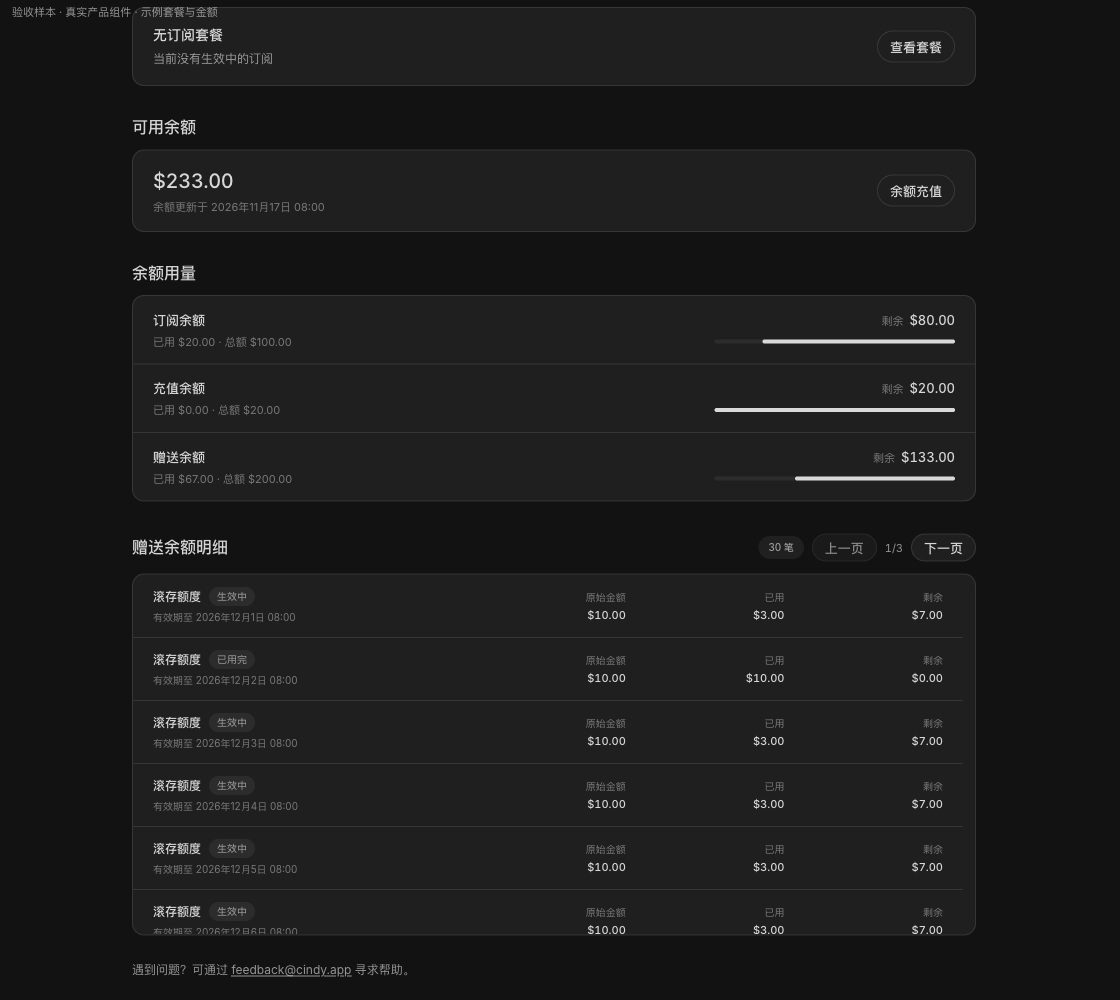 验收样本 · 真实产品组件 · 示例套餐与金额
无订阅套餐
当前没有生效中的订阅
查看套餐
可用余额
$233.00
余额更新于 2026年11月17日 08:00
余额充值
余额用量
订阅余额
剩余 $80.00
已用 $20.00 · 总额 $100.00
充值余额
剩余 $20.00
已用 $0.00 · 总额 $20.00
赠送余额
剩余 $133.00
已用 $67.00 · 总额 $200.00
赠送余额明细
30 笔 上一页 1/3 下一页
滚存额度 生效中 原始金额 已用 剩余
有效期至 2026年12月1日 08:00 $10.00 $3.00 $7.00
滚存额度 已用完 原始金额 已用 剩余
有效期至 2026年12月2日 08:00 $10.00 $10.00 $0.00
滚存额度 生效中 原始金额 已用 剩余
有效期至 2026年12月3日 08:00 $10.00 $3.00 $7.00
滚存额度 生效中 原始金额 已用 剩余
有效期至 2026年12月4日 08:00 $10.00 $3.00 $7.00
滚存额度 生效中 原始金额 已用 剩余
有效期至 2026年12月5日 08:00 $10.00 $3.00 $7.00
滚存额度 生效中 原始金额 已用 剩余
有效期至 2026年12月6日 08:00 $10.00 $3.00 $7.00
遇到问题？可通过 feedback@cindy.app 寻求帮助。